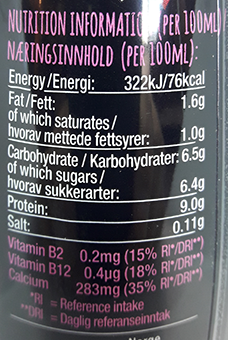 NUTRITION INFORMATION (PER 100ML)
NÆRINGSINNHOLD (PER 100ML):
Energy/Energi: 322kJ/76kcal
Fat/Fett: 1.6g
of which saturates/
hvorav mettede fettsyrer: 1.0g
Carbohydrate / Karbohydrater: 6.5g
of which sugars/
hvorav sukkerarter: 6.4g
Protein: 9.0g
Salt: 0.11g
Vitamin B2 0.2mg (15% RI*/DRI**)
Vitamin B12 0.4µg (18% RI*/DRI**)
Calcium 283mg (35% RI*/DRI**)
*RI = Reference intake
**DRI = Daglig referanseinntak
Norge